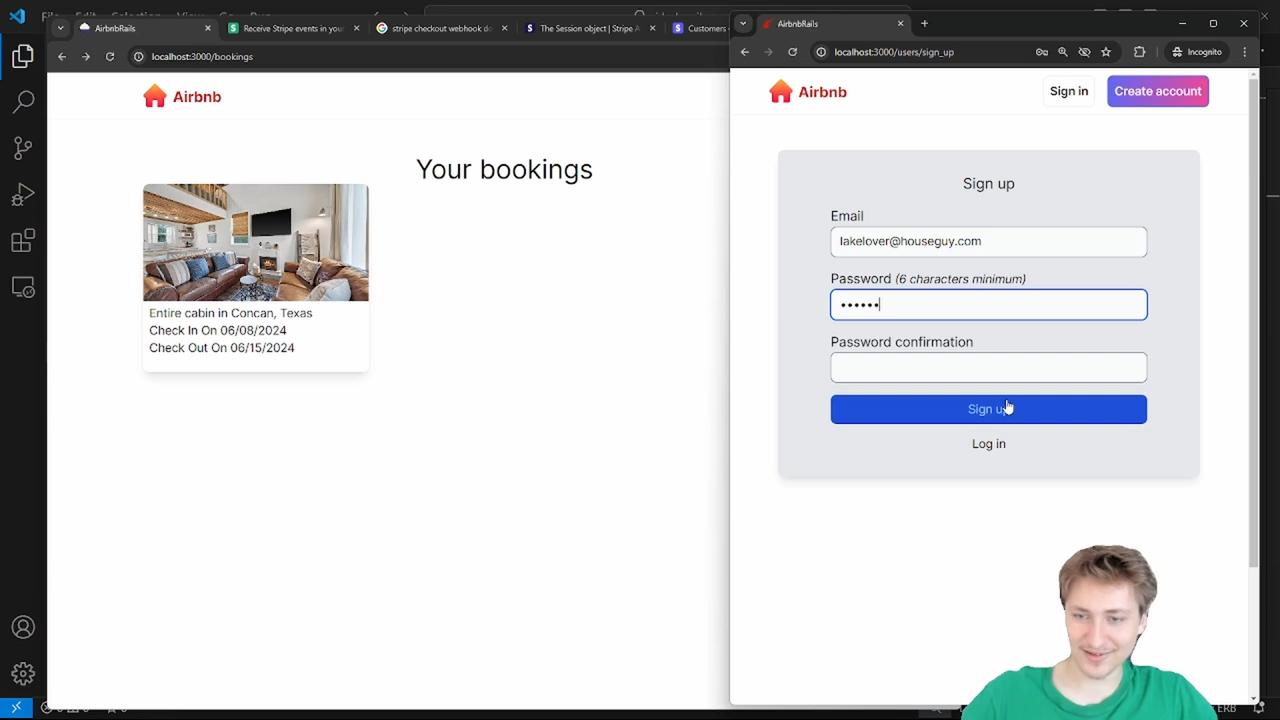 AirbnbRails
Receive Stripe events in your
stripe checkout webhook do
The Session object | Stripe A
Customers
localhost:3000/bookings
Airbnb
Your bookings
Entire cabin in Concan, Texas
Check In On 06/08/2024
Check Out On 06/15/2024
AirbnbRails
localhost:3000/users/sign_up
Incognito
Airbnb
Sign in
Create account
Sign up
Email
lakelover@houseguy.com
Password (6 characters minimum)
••••••
Password confirmation
Sign up
Log in
ERB